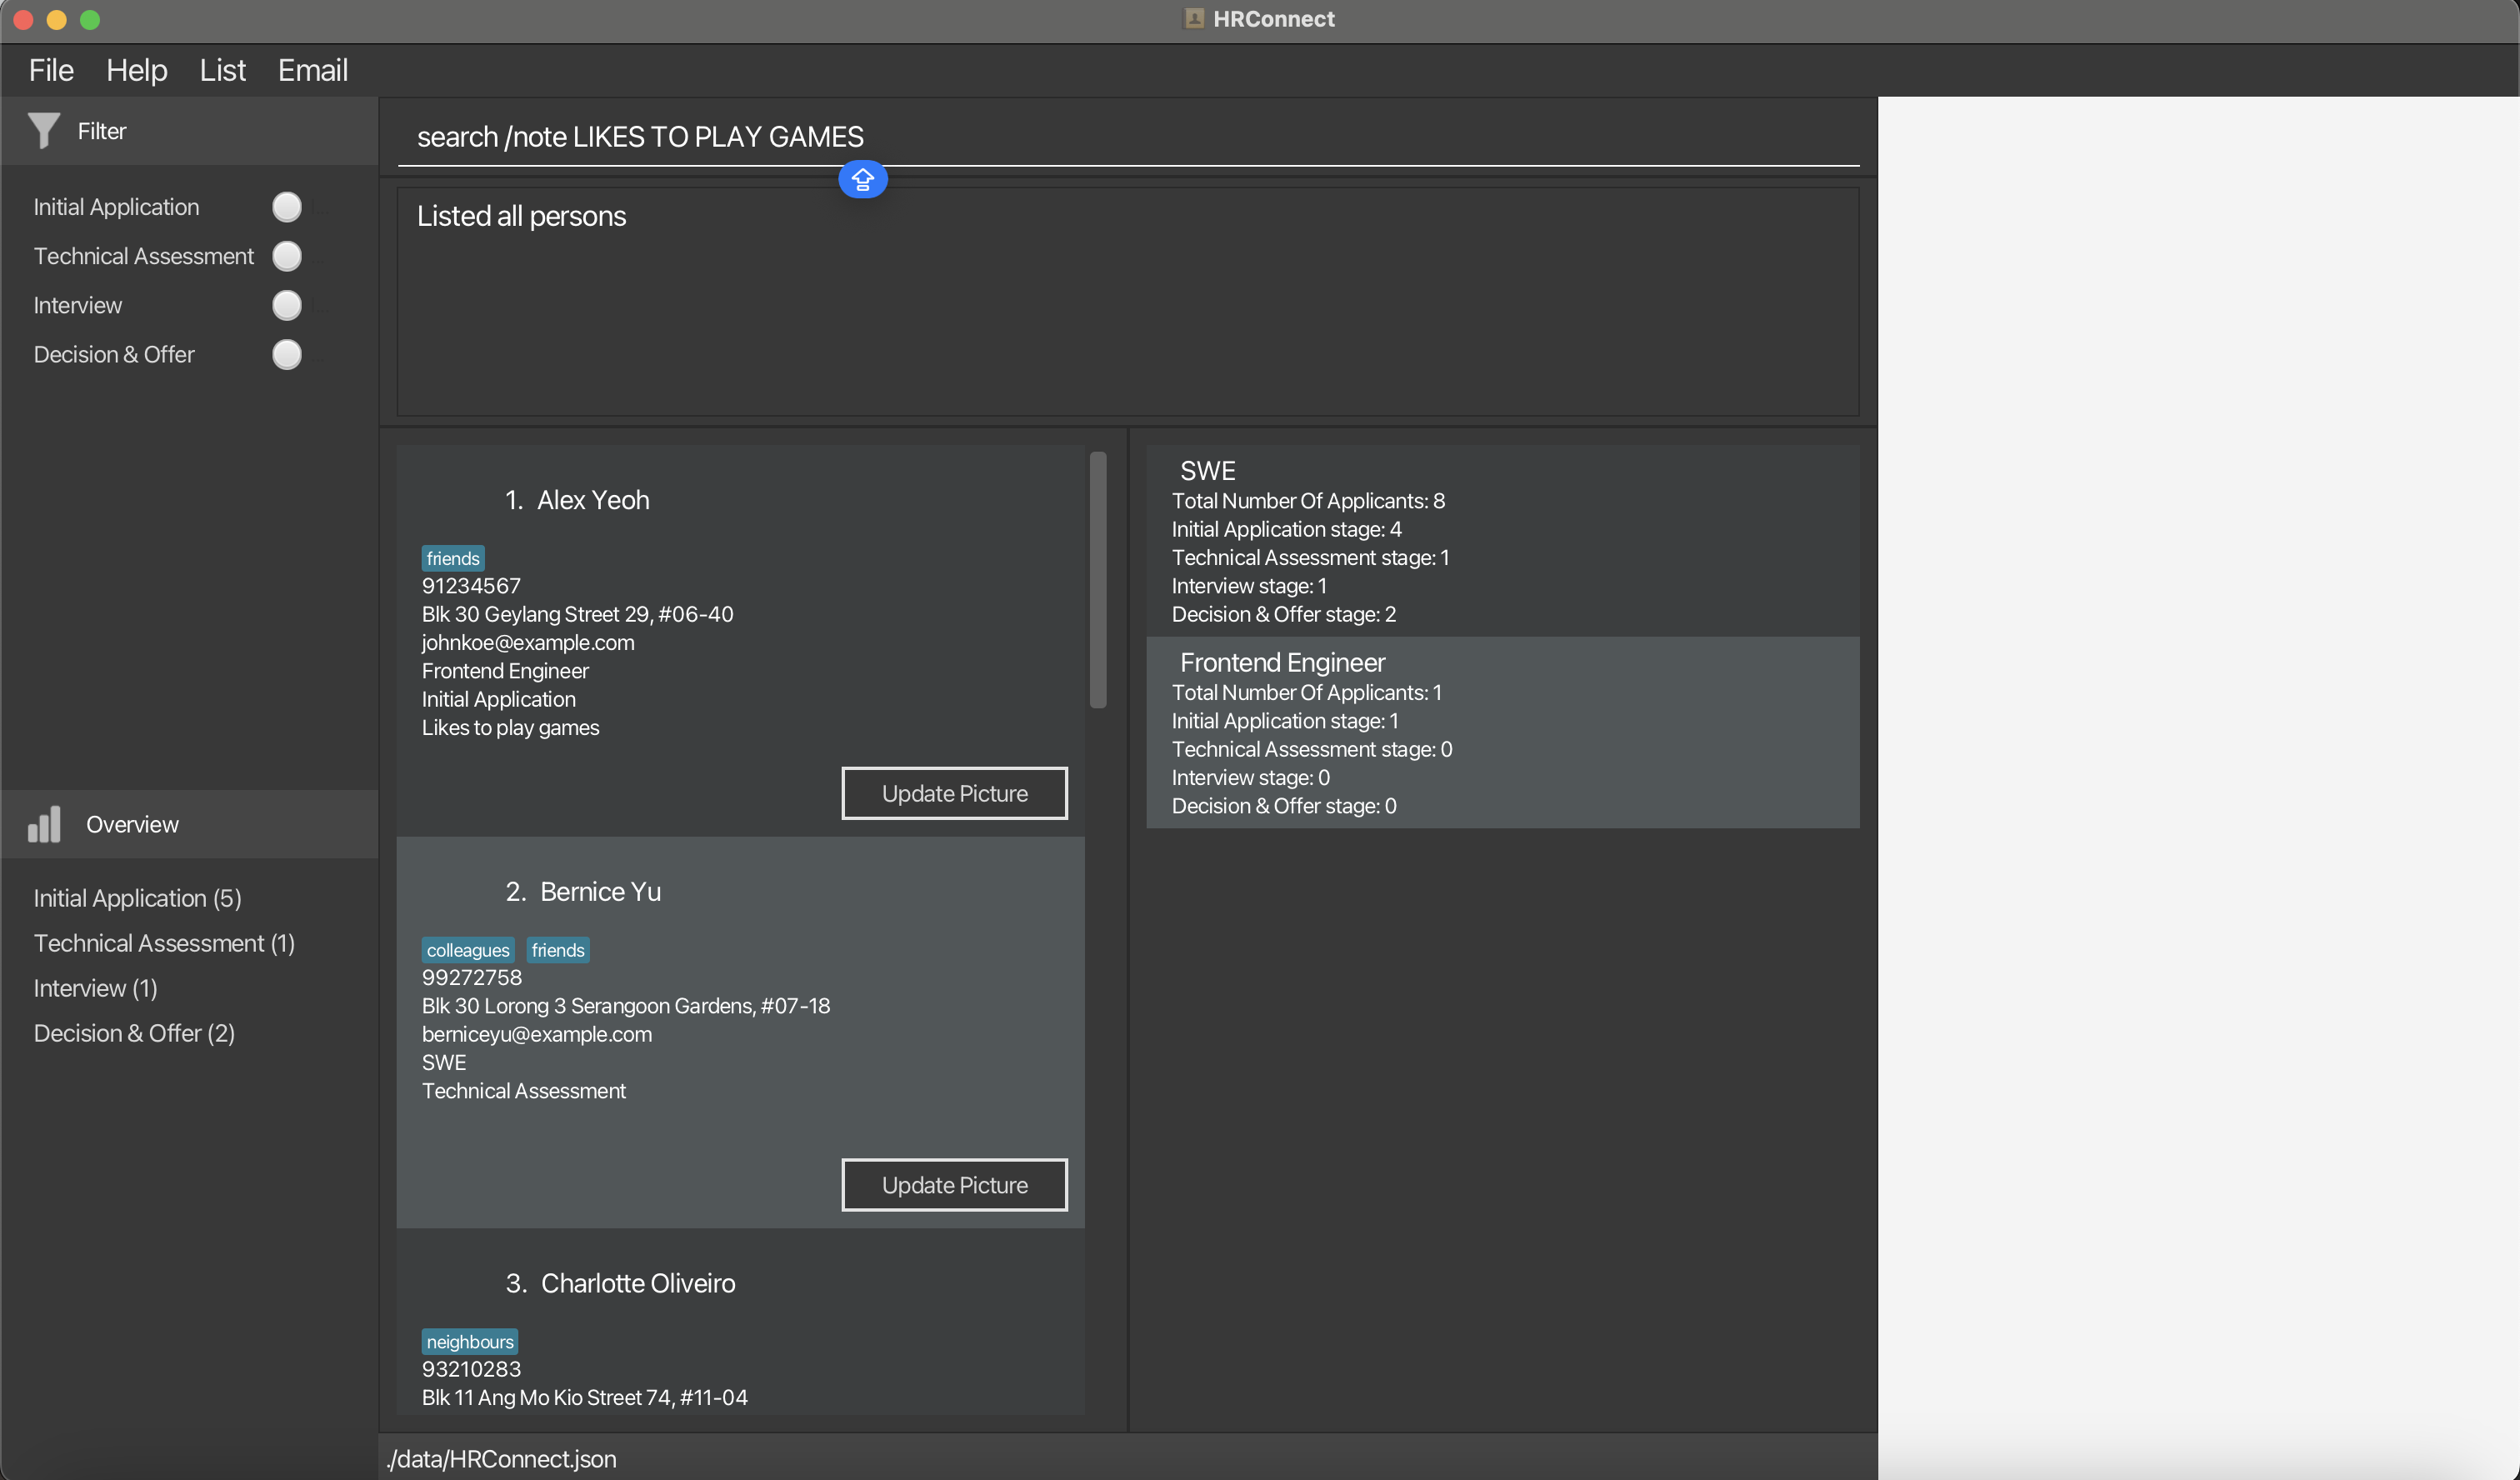 HRConnect
File Help List Email
Filter
Initial Application
Technical Assessment
Interview
Decision & Offer
Overview
Initial Application (5)
Technical Assessment (1)
Interview (1)
Decision & Offer (2)
search /note LIKES TO PLAY GAMES
Listed all persons
1. Alex Yeoh
friends
91234567
Blk 30 Geylang Street 29, #06-40
johnkoe@example.com
Frontend Engineer
Initial Application
Likes to play games
Update Picture
2. Bernice Yu
colleagues friends
99272758
Blk 30 Lorong 3 Serangoon Gardens, #07-18
berniceyu@example.com
SWE
Technical Assessment
Update Picture
3. Charlotte Oliveiro
neighbours
93210283
Blk 11 Ang Mo Kio Street 74, #11-04
SWE
Total Number Of Applicants: 8
Initial Application stage: 4
Technical Assessment stage: 1
Interview stage: 1
Decision & Offer stage: 2
Frontend Engineer
Total Number Of Applicants: 1
Initial Application stage: 1
Technical Assessment stage: 0
Interview stage: 0
Decision & Offer stage: 0
./data/HRConnect.json